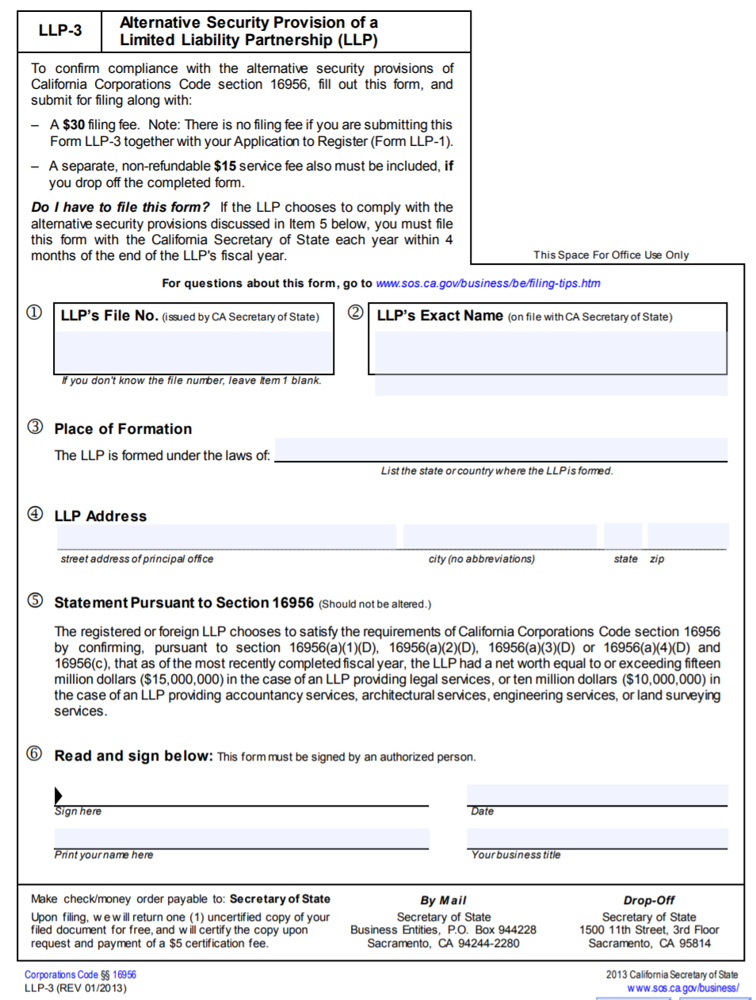 LLP-3
Alternative Security Provision of a
Limited Liability Partnership (LLP)
To confirm compliance with the alternative security provisions of
California Corporations Code section 16956, fill out this form, and
submit for filing along with:
– A $30 filing fee. Note: There is no filing fee if you are submitting this
Form LLP-3 together with your Application to Register (Form LLP-1).
– A separate, non-refundable $15 service fee also must be included, if
you drop off the completed form.
Do I have to file this form? If the LLP chooses to comply with the
alternative security provisions discussed in Item 5 below, you must file
this form with the California Secretary of State each year within 4
months of the end of the LLP's fiscal year.
This Space For Office Use Only
For questions about this form, go to www.sos.ca.gov/business/be/filing-tips.htm
① LLP's File No. (issued by CA Secretary of State)
If you don't know the file number, leave Item 1 blank.
② LLP's Exact Name (on file with CA Secretary of State)
③ Place of Formation
The LLP is formed under the laws of:
List the state or country where the LLP is formed.
④ LLP Address
street address of principal office city (no abbreviations) state zip
⑤ Statement Pursuant to Section 16956 (Should not be altered.)
The registered or foreign LLP chooses to satisfy the requirements of California Corporations Code section 16956
by confirming, pursuant to section 16956(a)(1)(D), 16956(a)(2)(D), 16956(a)(3)(D) or 16956(a)(4)(D) and
16956(c), that as of the most recently completed fiscal year, the LLP had a net worth equal to or exceeding fifteen
million dollars ($15,000,000) in the case of an LLP providing legal services, or ten million dollars ($10,000,000) in
the case of an LLP providing accountancy services, architectural services, engineering services, or land surveying
services.
⑥ Read and sign below: This form must be signed by an authorized person.
Sign here Date
Print your name here Your business title
Make check/money order payable to: Secretary of State
Upon filing, we will return one (1) uncertified copy of your
filed document for free, and will certify the copy upon
request and payment of a $5 certification fee.
By Mail
Secretary of State
Business Entities, P.O. Box 944228
Sacramento, CA 94244-2280
Drop-Off
Secretary of State
1500 11th Street, 3rd Floor
Sacramento, CA 95814
Corporations Code §§ 16956
LLP-3 (REV 01/2013)
2013 California Secretary of State
www.sos.ca.gov/business/